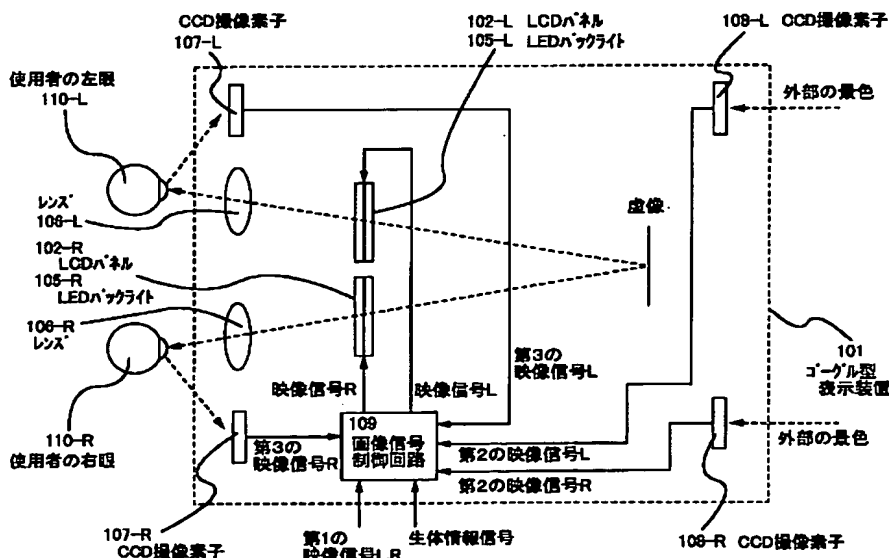 CCD撮像素子
107-L
102-L LCDパネル
105-L LEDバックライト
108-L CCD撮像素子
使用者の左眼
110-L
外部の景色
レンズ
106-L
虚像
102-R
LCDパネル
105-R
LEDバックライト
106-R
レンズ
101
ゴーグル型
表示装置
第3の
映像信号L
映像信号R
映像信号L
110-R
使用者の右眼
109
画像信号
制御回路
第3の
映像信号R
外部の景色
第2の映像信号L
第2の映像信号R
107-R
CCD撮像素子
第1の
映像信号L,R
生体情報信号
108-R CCD撮像素子